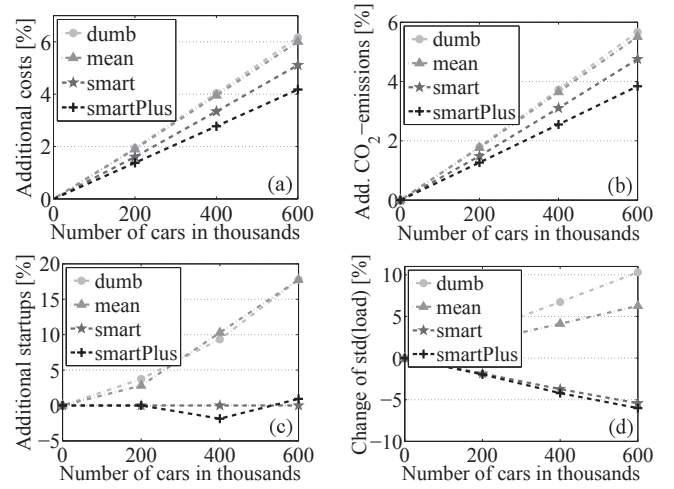 Additional costs [%]
6
4
2
0
dumb
mean
smart
smartPlus
(a)
0 200 400 600
Number of cars in thousands
Add. CO2−emissions [%]
6
4
2
0
dumb
mean
smart
smartPlus
(b)
0 200 400 600
Number of cars in thousands
Additional startups [%]
20
15
10
5
0
−5
dumb
mean
smart
smartPlus
(c)
0 200 400 600
Number of cars in thousands
Change of std(load) [%]
10
5
0
−5
−10
dumb
mean
smart
smartPlus
(d)
0 200 400 600
Number of cars in thousands